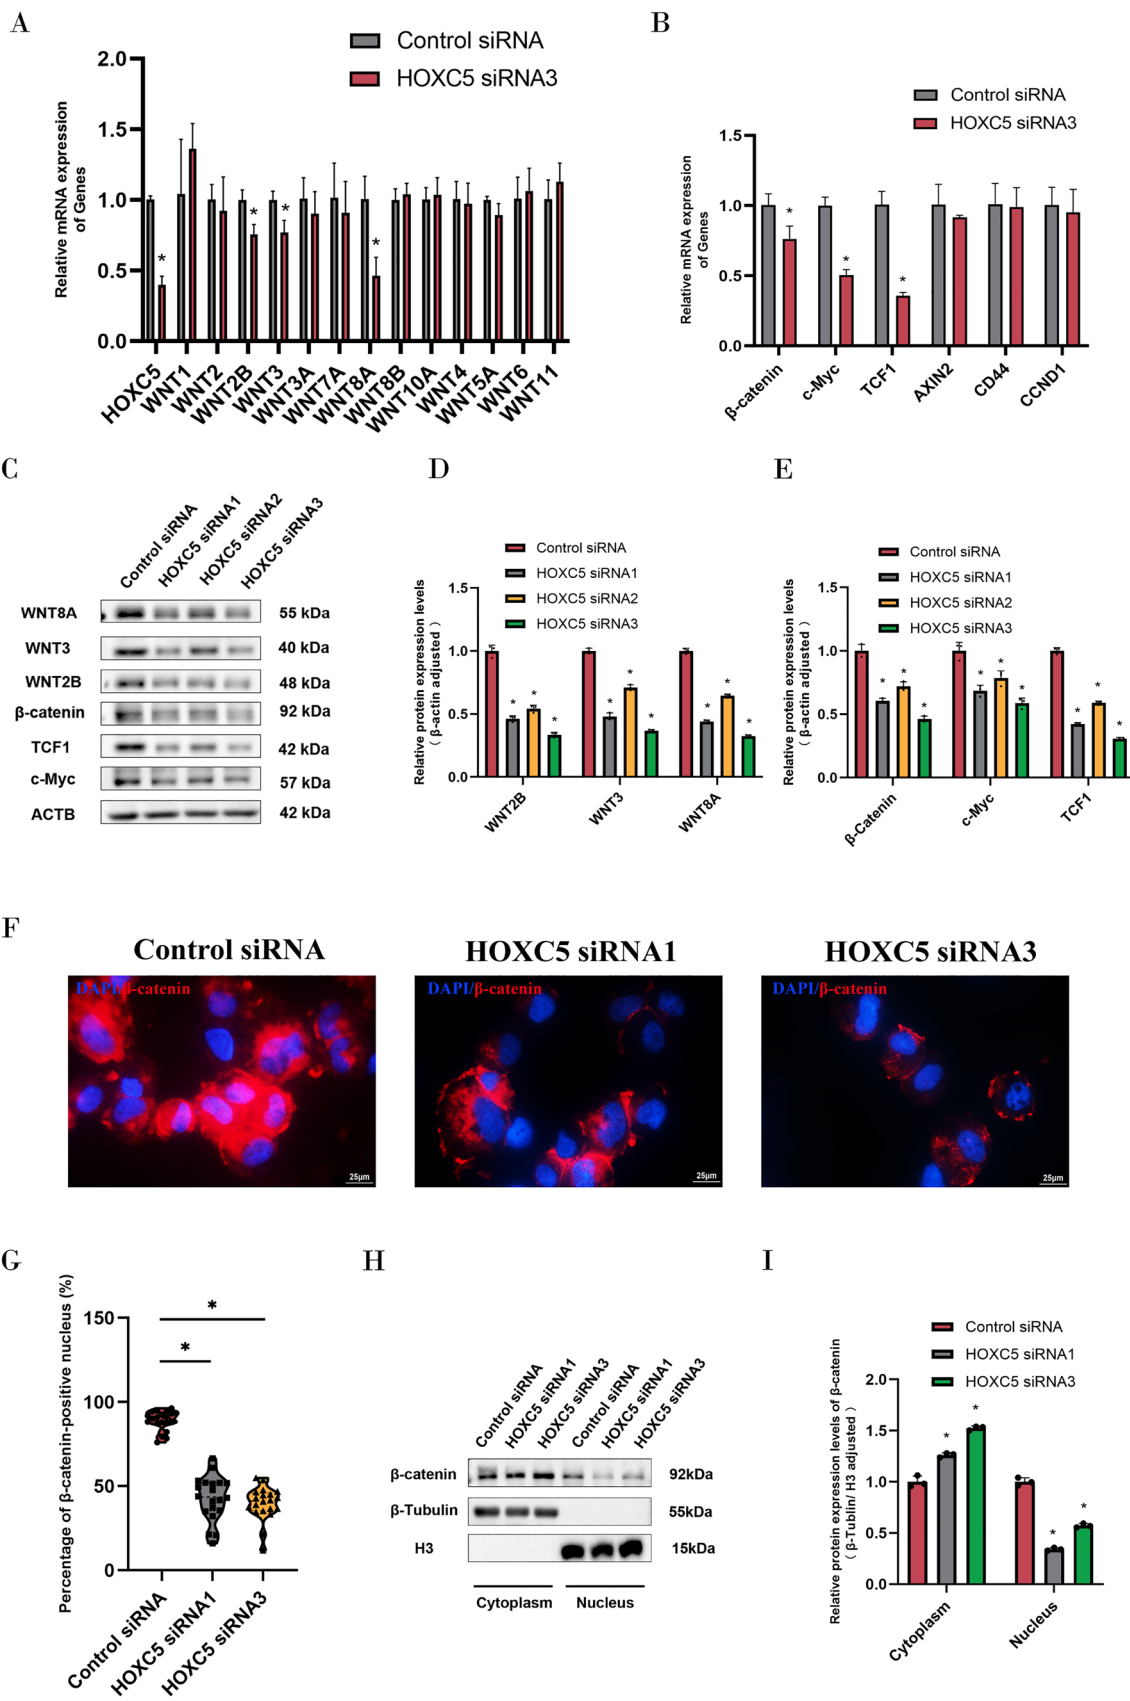 A
Control siRNA
HOXC5 siRNA3
Relative mRNA expression
of Genes
2.0
1.5
1.0
0.5
0.0
*
*
*
*
HOXC5
WNT1
WNT2
WNT2B
WNT3
WNT3A
WNT7A
WNT8A
WNT8B
WNT10A
WNT4
WNT5A
WNT6
WNT11
B
Control siRNA
HOXC5 siRNA3
Relative mRNA expression
of Genes
1.5
1.0
0.5
0.0
*
*
*
β-catenin
c-Myc
TCF1
AXIN2
CD44
CCND1
C
Control siRNA
HOXC5 siRNA1
HOXC5 siRNA2
HOXC5 siRNA3
WNT8A 55 kDa
WNT3 40 kDa
WNT2B 48 kDa
β-catenin 92 kDa
TCF1 42 kDa
c-Myc 57 kDa
ACTB 42 kDa
D
Control siRNA
HOXC5 siRNA1
HOXC5 siRNA2
HOXC5 siRNA3
Relative protein expression levels
( β-actin adjusted )
1.5
1.0
0.5
0.0
* * *
* * *
* * *
WNT2B
WNT3
WNT8A
E
Control siRNA
HOXC5 siRNA1
HOXC5 siRNA2
HOXC5 siRNA3
Relative protein expression levels
( β-actin adjusted )
1.5
1.0
0.5
0.0
* * *
* * *
* * *
β-Catenin
c-Myc
TCF1
F
Control siRNA
DAPI/β-catenin
25μm
HOXC5 siRNA1
DAPI/β-catenin
25μm
HOXC5 siRNA3
DAPI/β-catenin
25μm
G
Percentage of β-catenin-positive nucleus (%)
150
100
50
0
*
*
Control siRNA
HOXC5 siRNA1
HOXC5 siRNA3
H
Control siRNA
HOXC5 siRNA1
HOXC5 siRNA3
Control siRNA
HOXC5 siRNA1
HOXC5 siRNA3
β-catenin 92kDa
β-Tubulin 55kDa
H3 15kDa
Cytoplasm Nucleus
I
Control siRNA
HOXC5 siRNA1
HOXC5 siRNA3
Relative protein expression levels of β-catenin
( β-Tublin/ H3 adjusted )
2.0
1.5
1.0
0.5
0.0
* *
* *
Cytoplasm
Nucleus